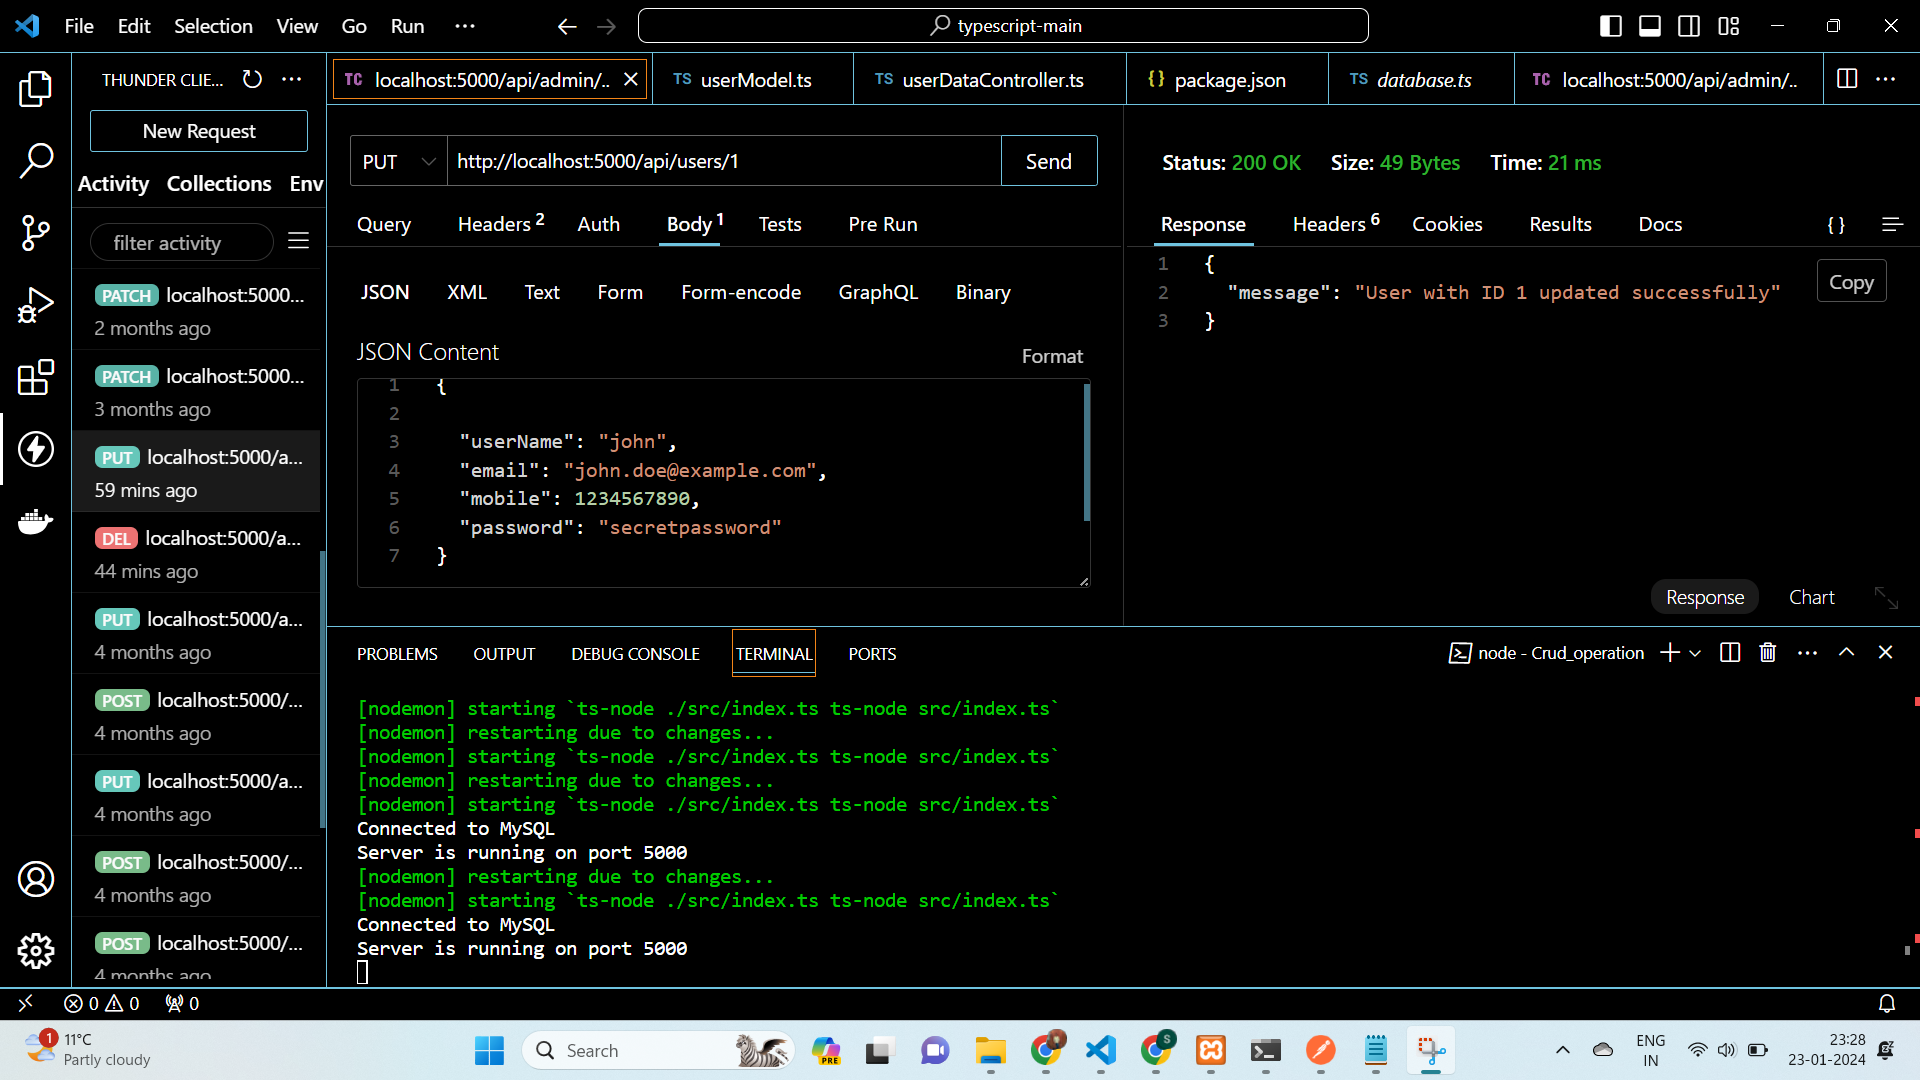 File Edit Selection View Go Run ···
typescript-main
THUNDER CLIE... ···
TC localhost:5000/api/admin/..
TS userModel.ts
TS userDataController.ts
{} package.json
TS database.ts
TC localhost:5000/api/admin/..
···
New Request
Activity Collections Env
filter activity
PATCH localhost:5000...
2 months ago
PATCH localhost:5000...
3 months ago
PUT localhost:5000/a...
59 mins ago
DEL localhost:5000/a...
44 mins ago
PUT localhost:5000/a...
4 months ago
POST localhost:5000/...
4 months ago
PUT localhost:5000/a...
4 months ago
POST localhost:5000/...
4 months ago
POST localhost:5000/...
4 months ago
PUT http://localhost:5000/api/users/1 Send
Query Headers 2 Auth Body 1 Tests Pre Run
JSON XML Text Form Form-encode GraphQL Binary
JSON Content
Format
1 {
2
3 "userName": "john",
4 "email": "john.doe@example.com",
5 "mobile": 1234567890,
6 "password": "secretpassword"
7 }
Status: 200 OK Size: 49 Bytes Time: 21 ms
Response Headers 6 Cookies Results Docs {}
1 {
2 "message": "User with ID 1 updated successfully"
3 }
Copy
Response Chart
PROBLEMS OUTPUT DEBUG CONSOLE TERMINAL PORTS
node - Crud_operation ···
[nodemon] starting `ts-node ./src/index.ts ts-node src/index.ts`
[nodemon] restarting due to changes...
[nodemon] starting `ts-node ./src/index.ts ts-node src/index.ts`
[nodemon] restarting due to changes...
[nodemon] starting `ts-node ./src/index.ts ts-node src/index.ts`
Connected to MySQL
Server is running on port 5000
[nodemon] restarting due to changes...
[nodemon] starting `ts-node ./src/index.ts ts-node src/index.ts`
Connected to MySQL
Server is running on port 5000
0 0 0
1
11°C
Partly cloudy
Search
PRE
S
ENG
IN
23:28
23-01-2024